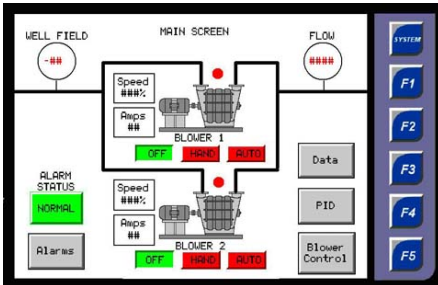 MAIN SCREEN
WELL FIELD
-##
FLOW
####
Speed
###%
Amps
##
BLOWER 1
OFF
HAND
AUTO
Speed
###%
Amps
##
BLOWER 2
OFF
HAND
AUTO
ALARM
STATUS
NORMAL
Alarms
Data
PID
Blower
Control
SYSTEM
F1
F2
F3
F4
F5